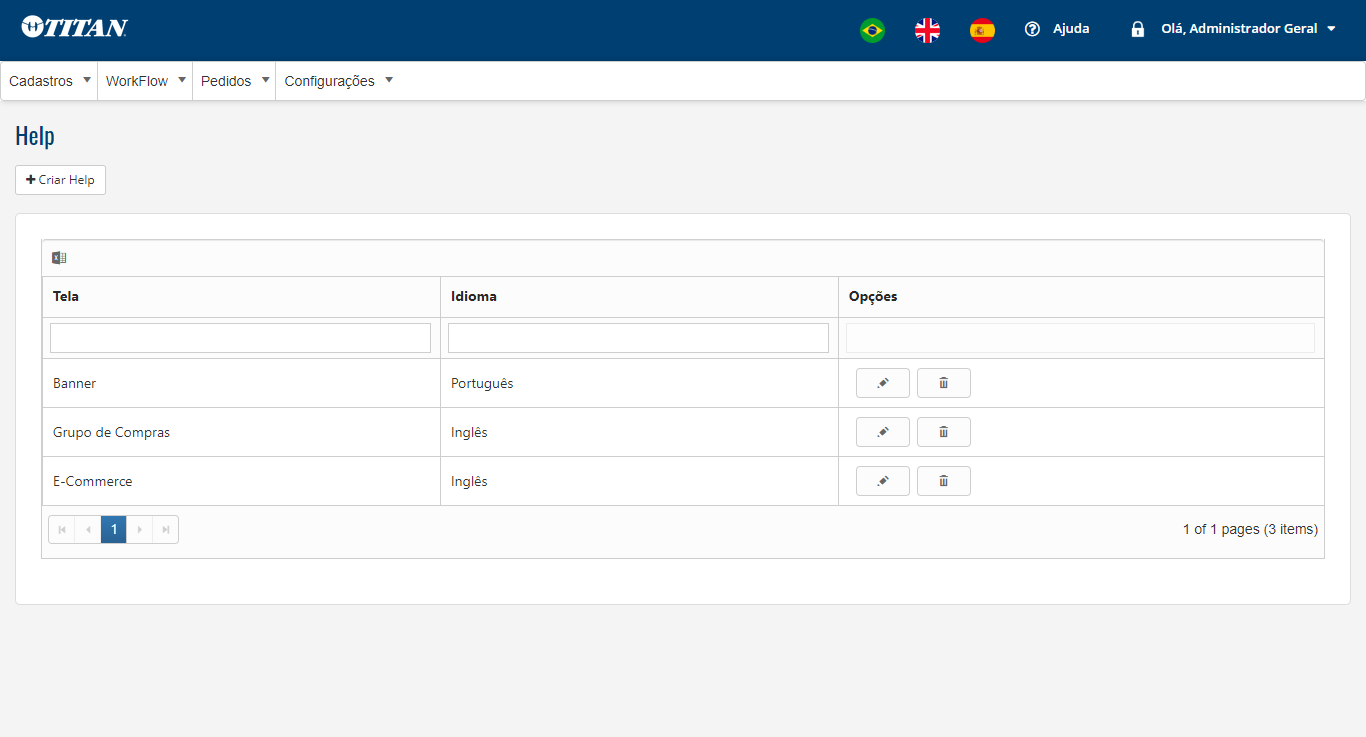 TITAN
Ajuda
Olá, Administrador Geral
Cadastros WorkFlow Pedidos Configurações
Help
Criar Help
Tela Idioma Opções
Banner Português
Grupo de Compras Inglês
E-Commerce Inglês
1
1 of 1 pages (3 items)